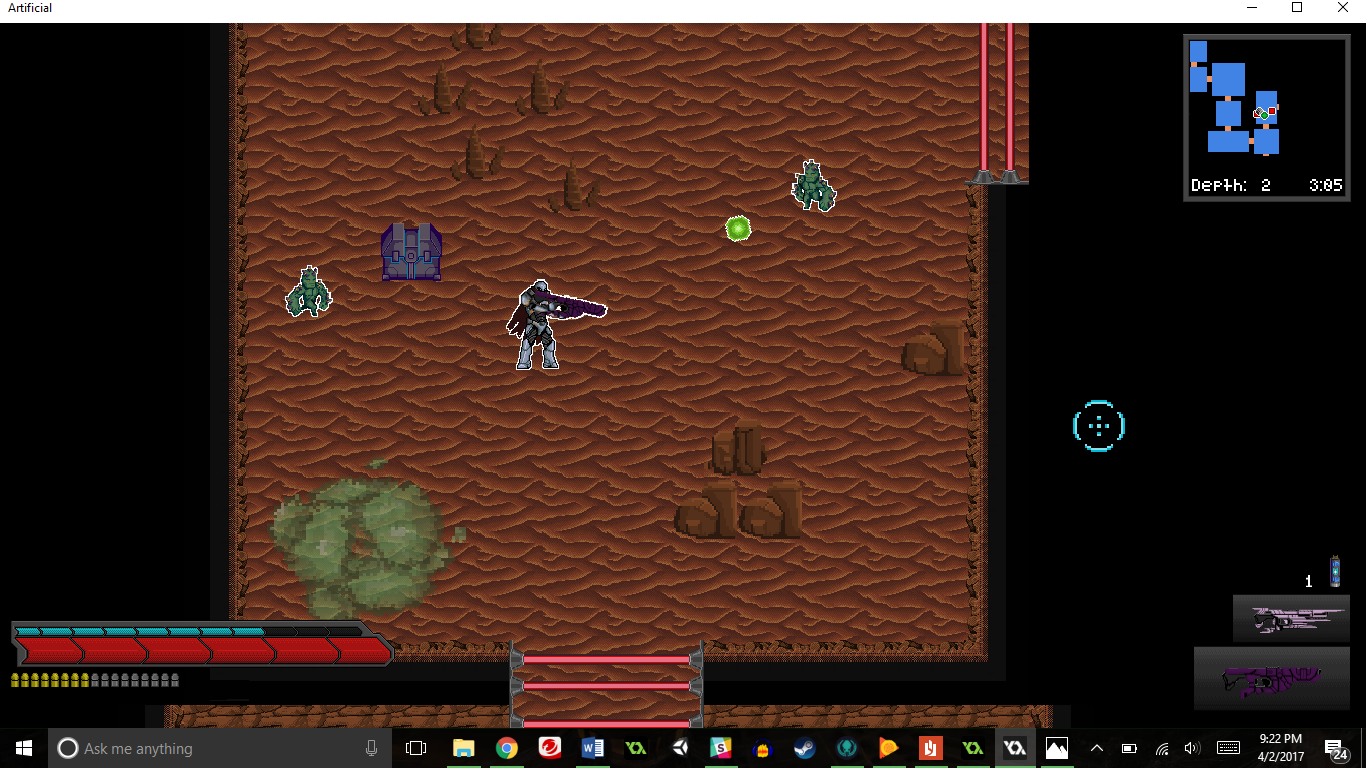 Artificial
Depth: 2 3:05
1
Ask me anything
9:22 PM
4/2/2017
24